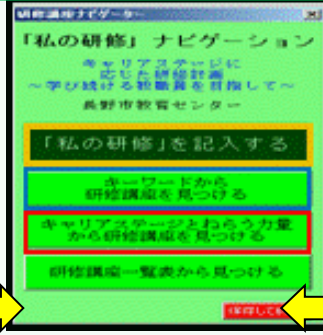 研修講座ナビゲーター
「私の研修」ナビゲーション
キャリアステージに
応じた研修計画
～学び続ける教職員を目指して～
長野市教育センター
「私の研修」を記入する
キーワードから
研修講座を見つける
キャリアステージとねらう力量
から研修講座を見つける
研修講座一覧表から見つける
保存して